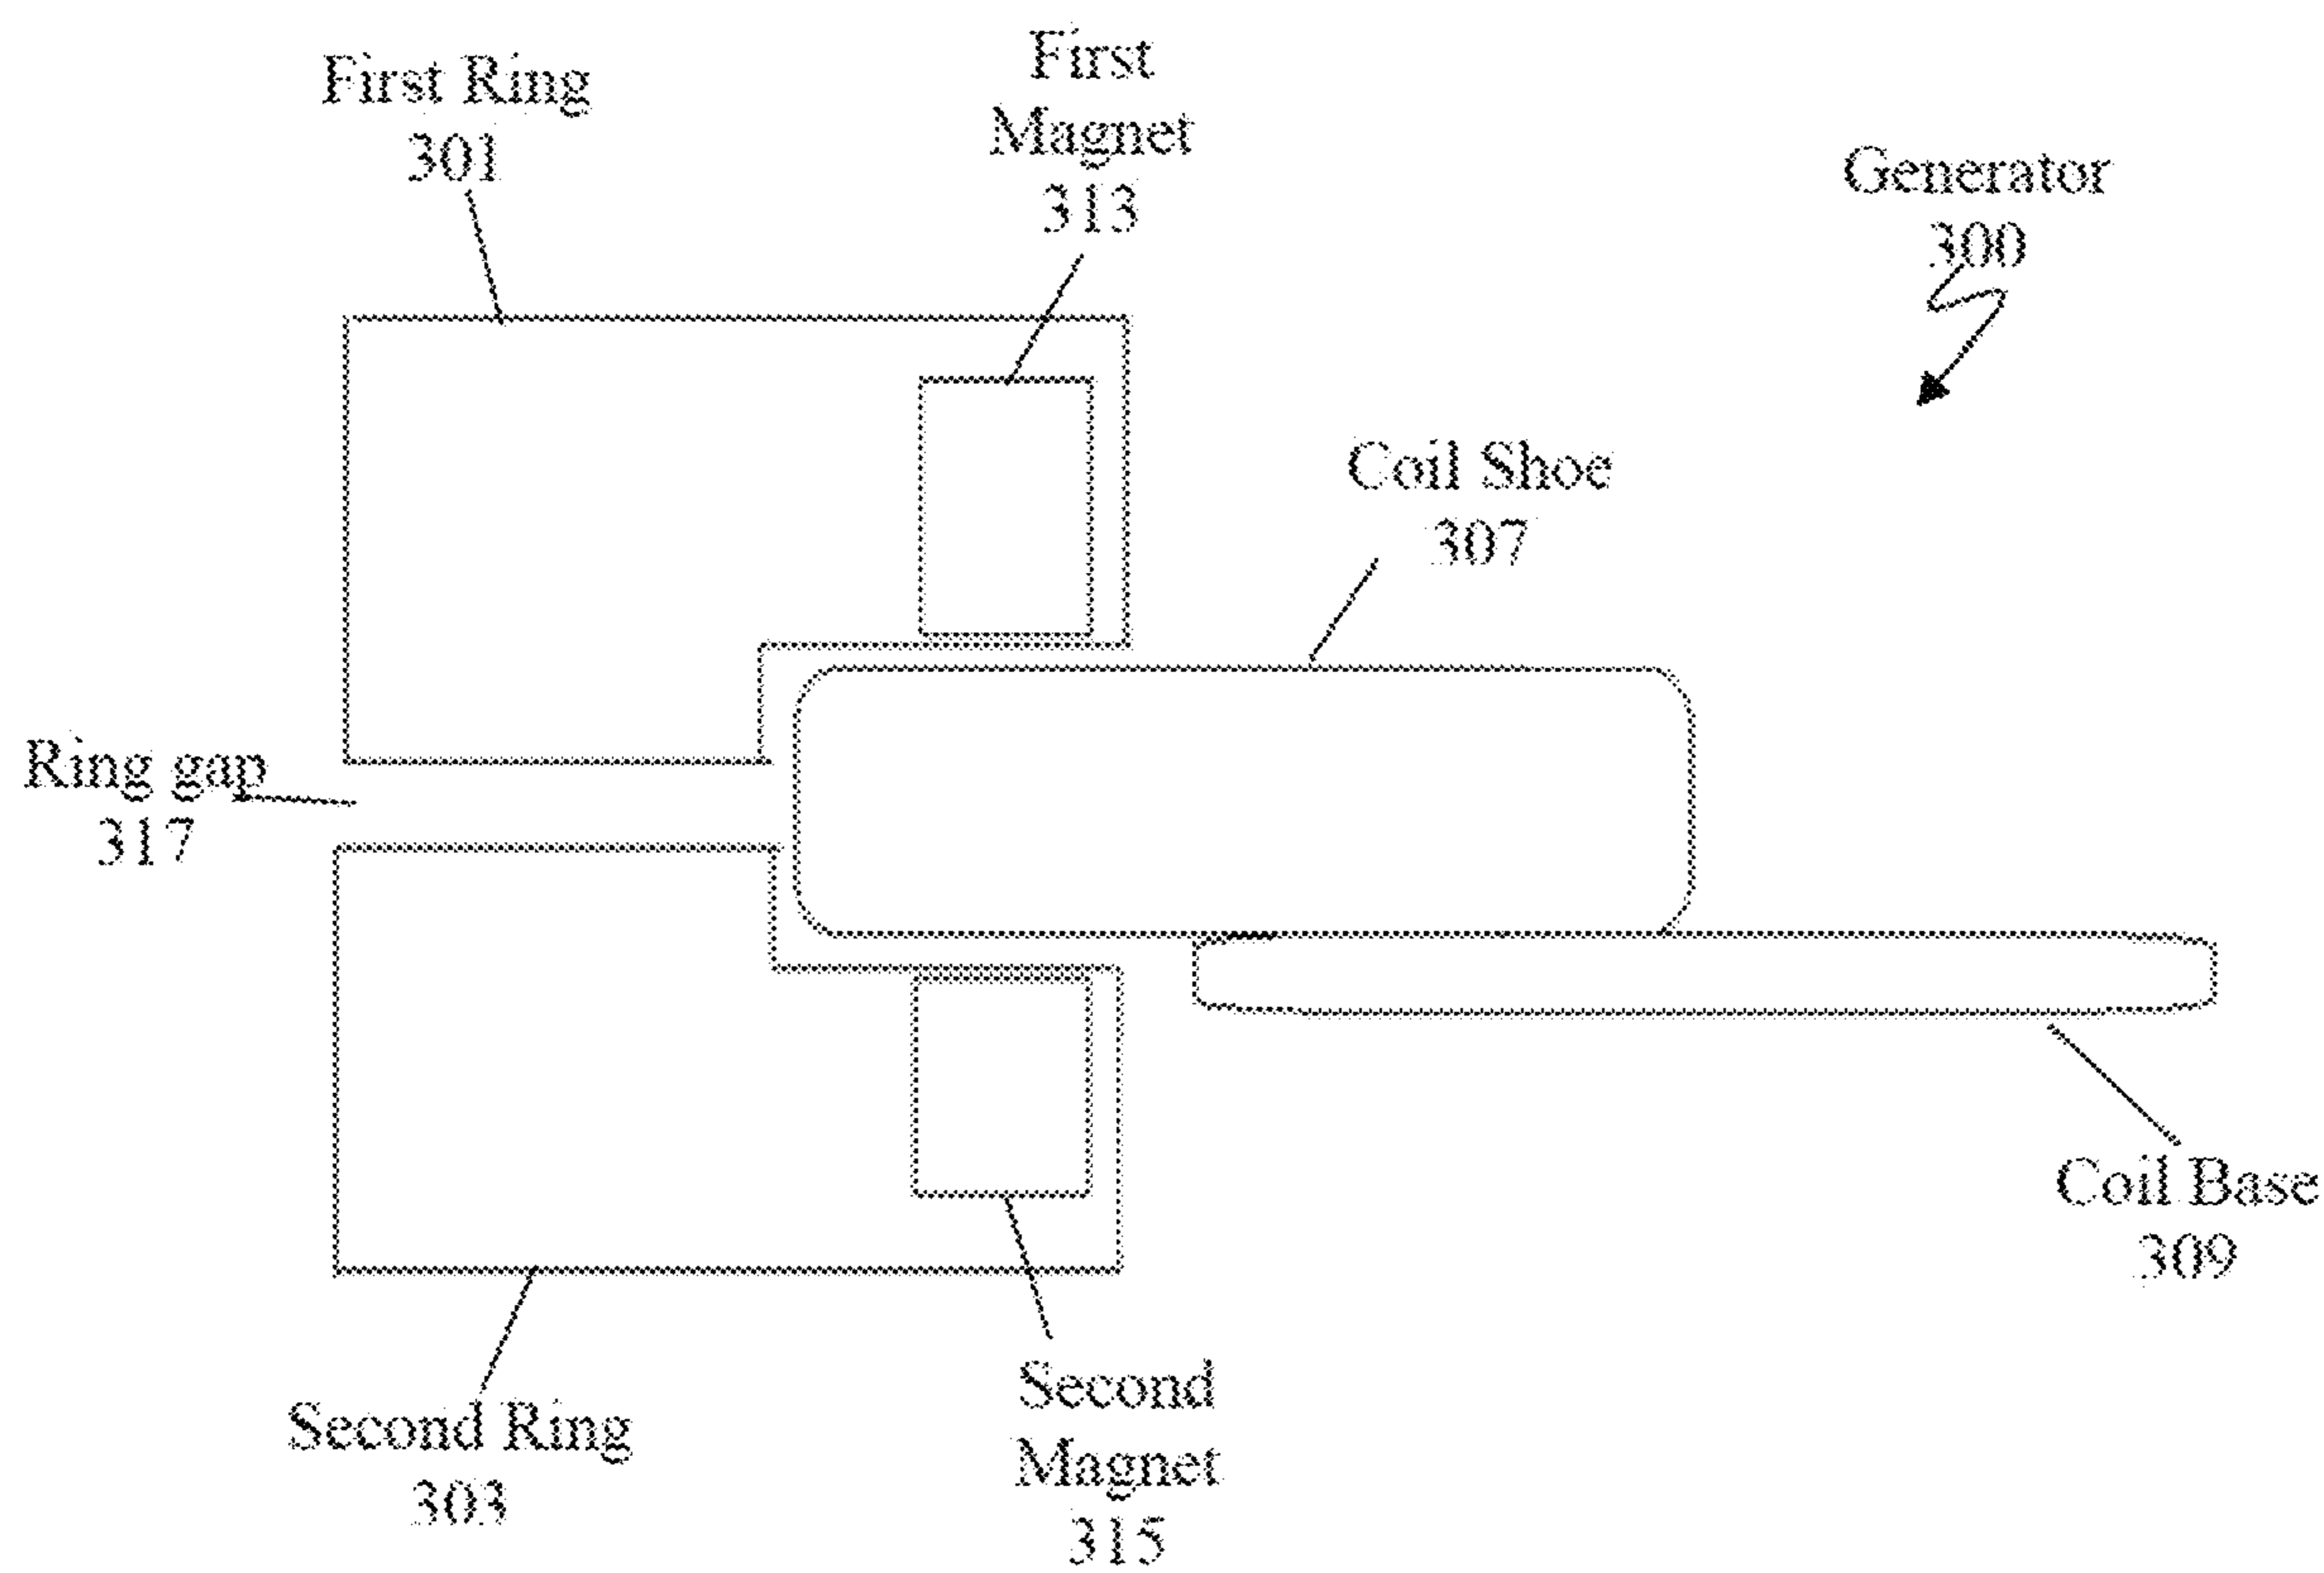 First Ring
301
First
Magnet
313
Generator
300
Coil Shoe
307
Ring gap
317
Coil Base
309
Second Ring
303
Second
Magnet
315